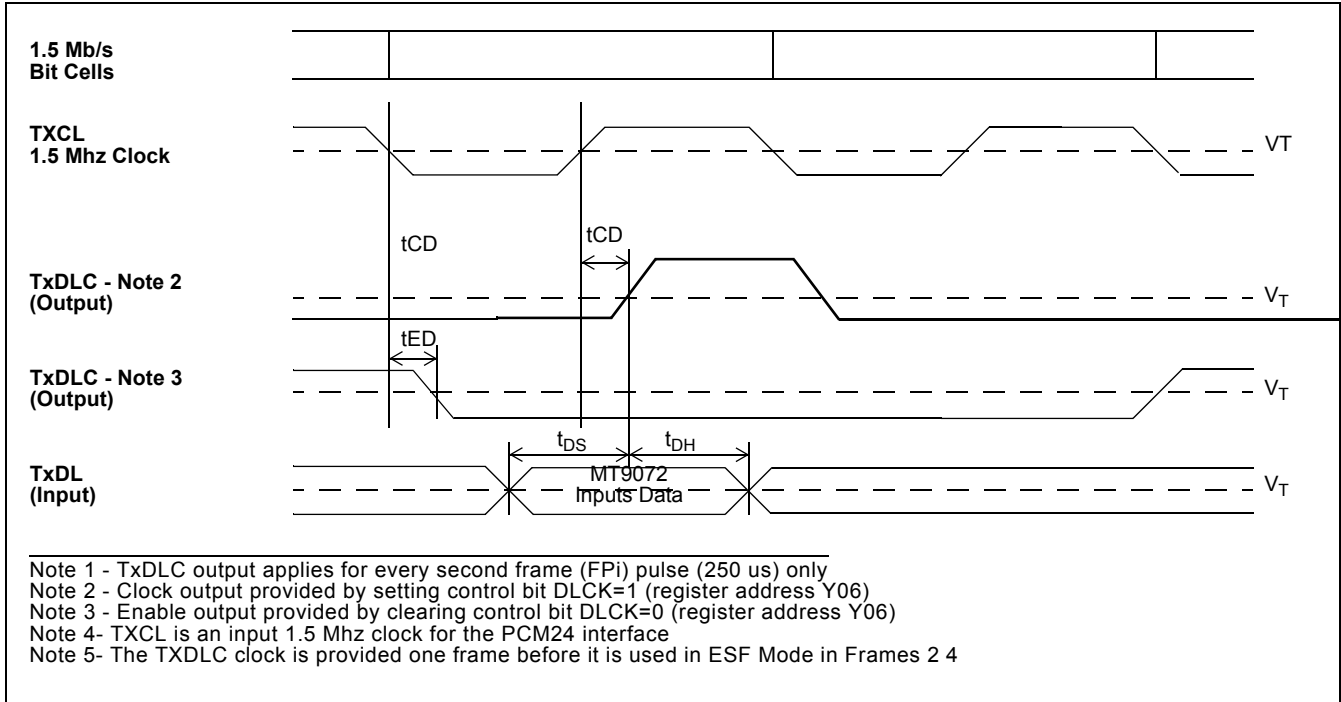 1.5 Mb/s
Bit Cells
TXCL
1.5 Mhz Clock
VT
tCD
tCD
TxDLC - Note 2
(Output)
VT
tED
TxDLC - Note 3
(Output)
VT
tDS
tDH
TxDL
(Input)
MT9072
Inputs Data
VT
Note 1 - TxDLC output applies for every second frame (FPi) pulse (250 us) only
Note 2 - Clock output provided by setting control bit DLCK=1 (register address Y06)
Note 3 - Enable output provided by clearing control bit DLCK=0 (register address Y06)
Note 4- TXCL is an input 1.5 Mhz clock for the PCM24 interface
Note 5- The TXDLC clock is provided one frame before it is used in ESF Mode in Frames 2 4